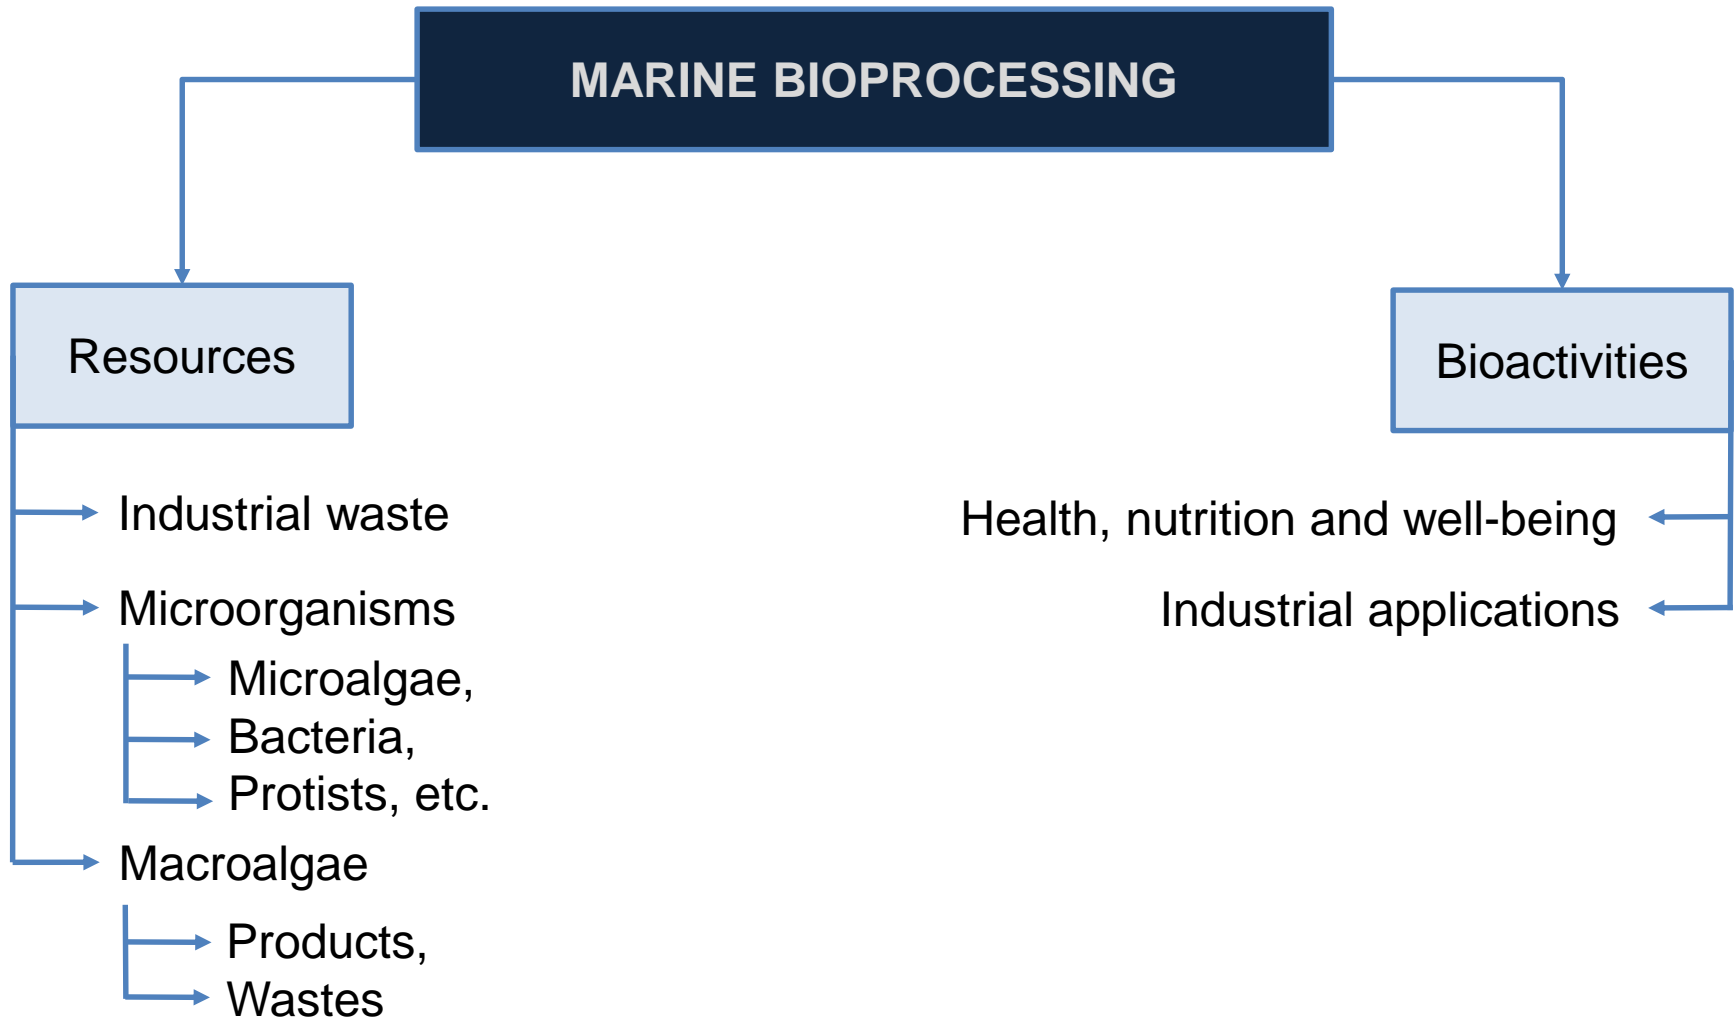 MARINE BIOPROCESSING
Resources
Industrial waste
Microorganisms
Microalgae,
Bacteria,
Protists, etc.
Macroalgae
Products,
Wastes
Bioactivities
Health, nutrition and well-being
Industrial applications